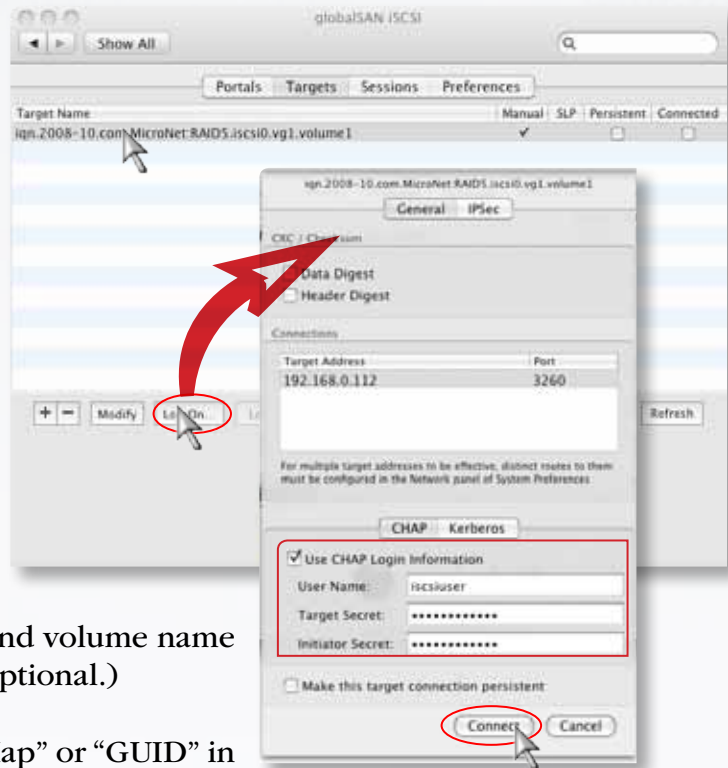 globalSAN iSCSI
Show All
Portals Targets Sessions Preferences
Target Name Manual SLP Persistent Connected
iqn.2008-10.com.MicroNet:RAID5.iscsi0.vg1.volume1
iqn.2008-10.com.MicroNet:RAID5.iscsi0.vg1.volume1
General IPSec
CRC / Checksum
Data Digest
Header Digest
Connections
Target Address Port
192.168.0.112 3260
+ - Modify Log On... Refresh
For multiple target addresses to be effective, distinct routes to them
must be configured in the Network panel of System Preferences
CHAP Kerberos
Use CHAP Login Information
User Name: iscsiuser
Target Secret: ••••••••••••
Initiator Secret: ••••••••••••
Make this target connection persistent
Connect Cancel
nd volume name
ptional.)
ap” or “GUID” in